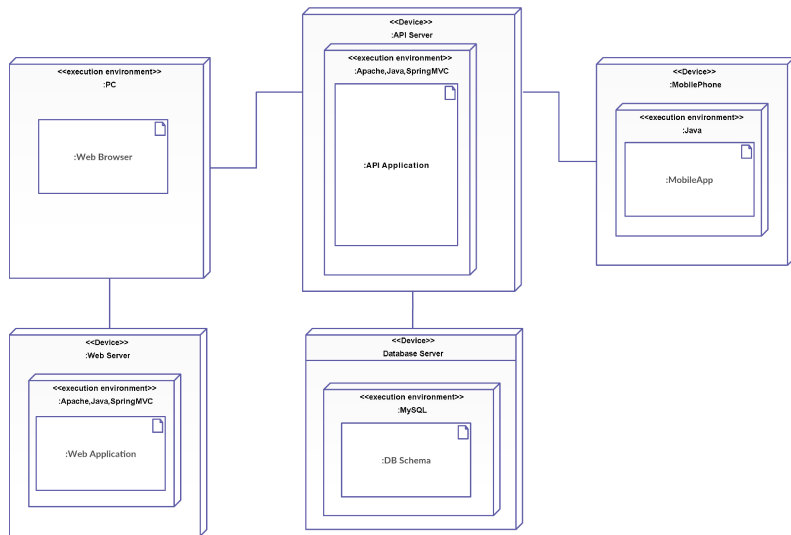 <<execution environment>>
:PC
:Web Browser
<<Device>>
:API Server
<<execution environment>>
:Apache,Java,SpringMVC
:API Application
<<Device>>
:MobilePhone
<<execution environment>>
:Java
:MobileApp
<<Device>>
:Web Server
<<execution environment>>
:Apache,Java,SpringMVC
:Web Application
<<Device>>
Database Server
<<execution environment>>
:MySQL
:DB Schema